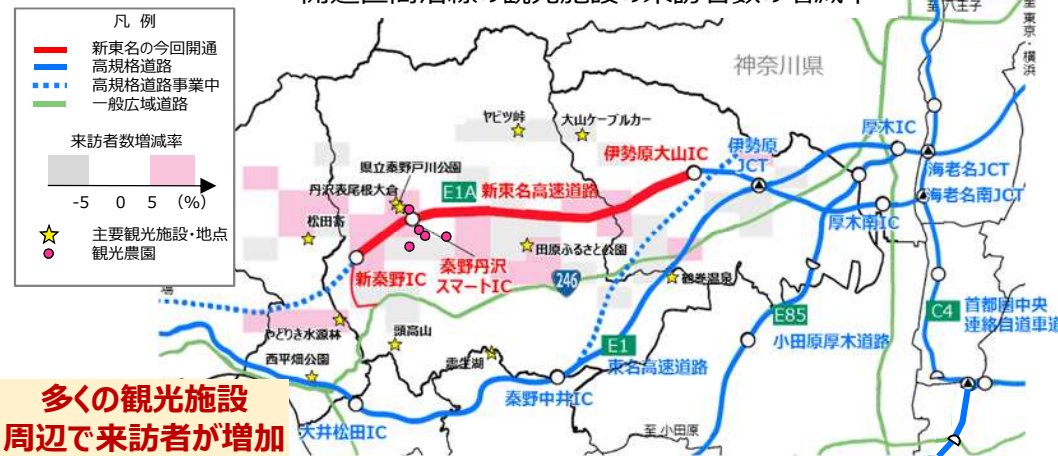 凡 例
新東名の今回開通
高規格道路
高規格道路事業中
一般広域道路
来訪者数増減率
-5 0 5 (%)
主要観光施設・地点
観光農園
至八王子
至東京・横浜
神奈川県
ヤビツ峠
大山ケーブルカー
厚木IC
伊勢原大山IC
伊勢原
JCT
海老名JCT
県立秦野戸川公園
丹沢表尾根大倉
E1A 新東名高速道路
海老名南JCT
松田
厚木南IC
田原ふるさと公園
新秦野IC
秦野丹沢
スマートIC
246
鶴巻温泉
場
C4 首都圏中央
連絡自動車道
E85
小田原厚木道路
やどりき水源林
頭高山
E1
東名高速道路
西平畑公園
震生湖
秦野中井IC
大井松田IC
至小田原
多くの観光施設
周辺で来訪者が増加